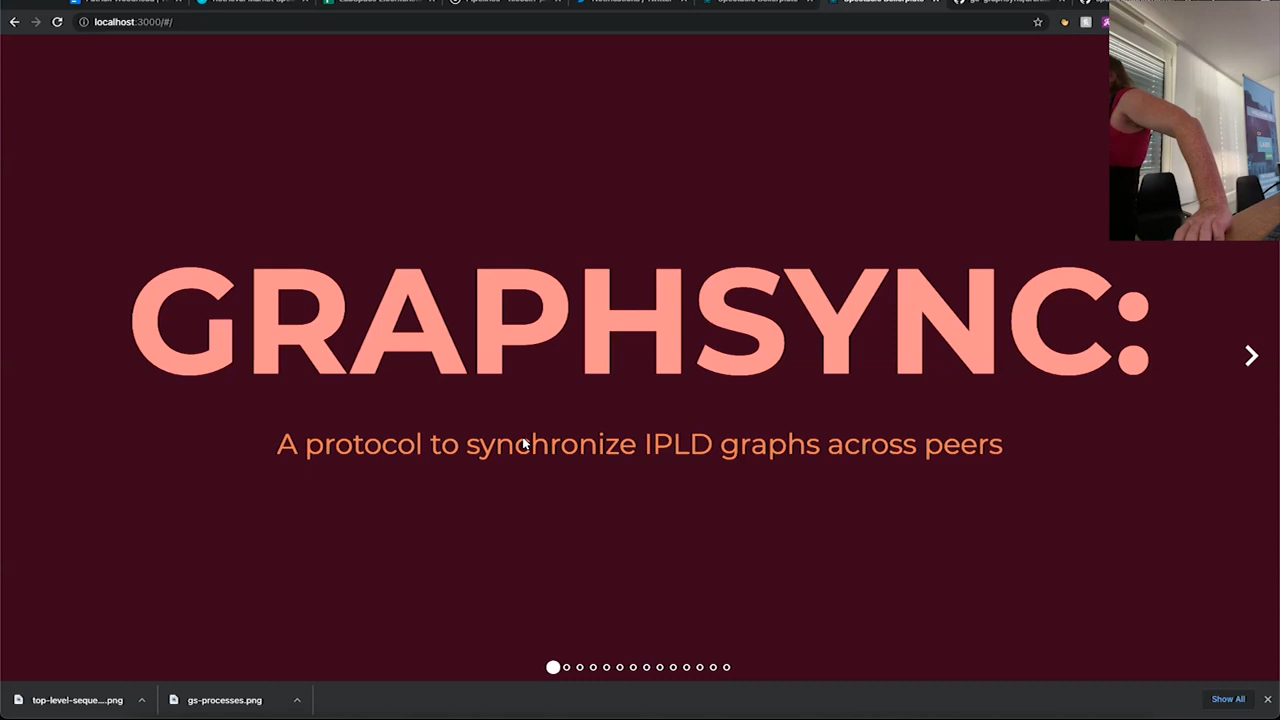 localhost:3000/#/
GRAPHSYNC:
A protocol to synchronize IPLD graphs across peers
top-level-seque....png
gs-processes.png
Show All